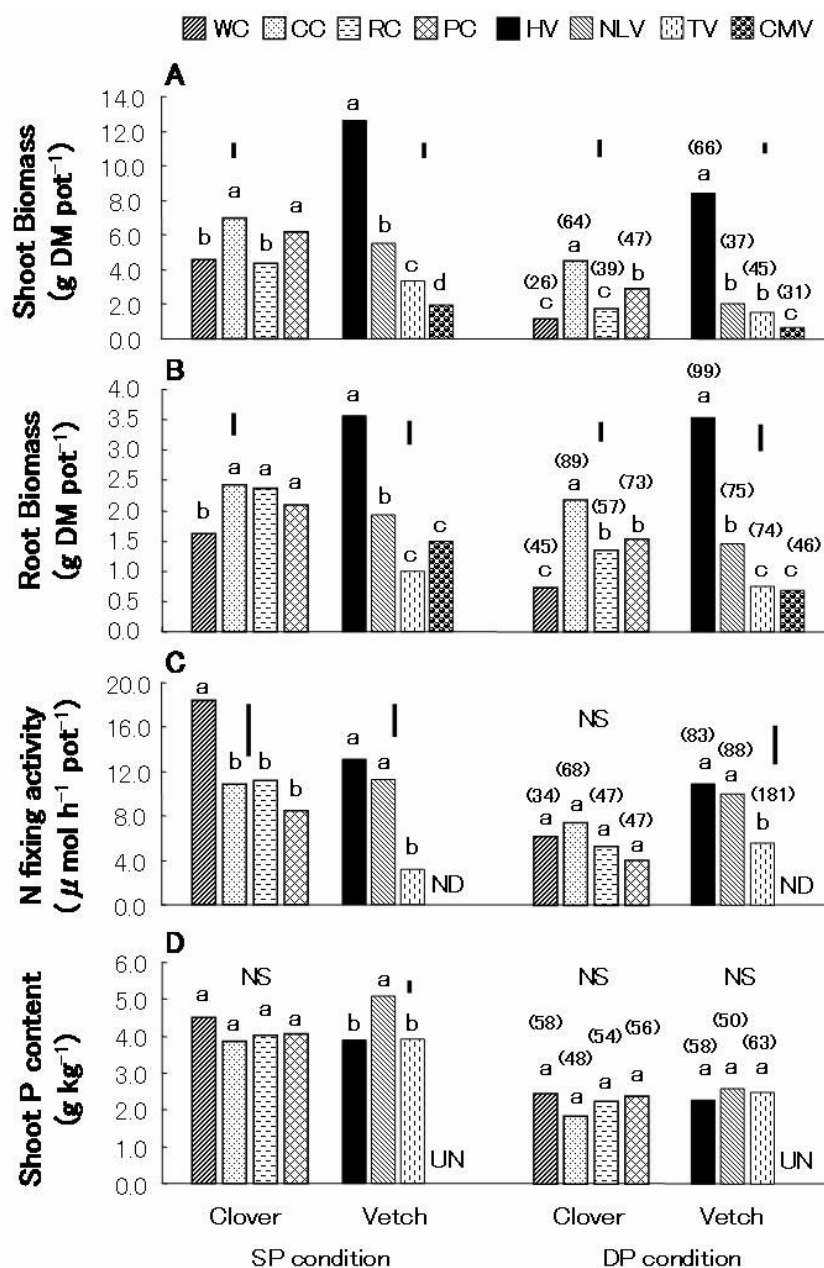 WC CC RC PC HV NLV TV CMV
A
Shoot Biomass
(g DM pot⁻¹)
14.0
12.0
10.0
8.0
6.0
4.0
2.0
0.0
b a b a
a b c d
(26) (64) (39) (47)
c a c b
(66) (37) (45) (31)
a b b c
B
Root Biomass
(g DM pot⁻¹)
4.0
3.5
3.0
2.5
2.0
1.5
1.0
0.5
0.0
b a a a
a b c c
(45) (89) (57) (73)
c a b b
(99) (75) (74) (46)
a b c c
C
N fixing activity
(μmol h⁻¹ pot⁻¹)
20.0
16.0
12.0
8.0
4.0
0.0
a b b b
a a b ND
NS
(34) (68) (47) (47)
a a a a
(83) (88) (181)
a a b ND
D
Shoot P content
(g kg⁻¹)
6.0
5.0
4.0
3.0
2.0
1.0
0.0
NS
a a a a
b a b UN
NS
(58) (48) (54) (56)
a a a a
NS
(58) (50) (63)
a a a UN
Clover Vetch Clover Vetch
SP condition DP condition